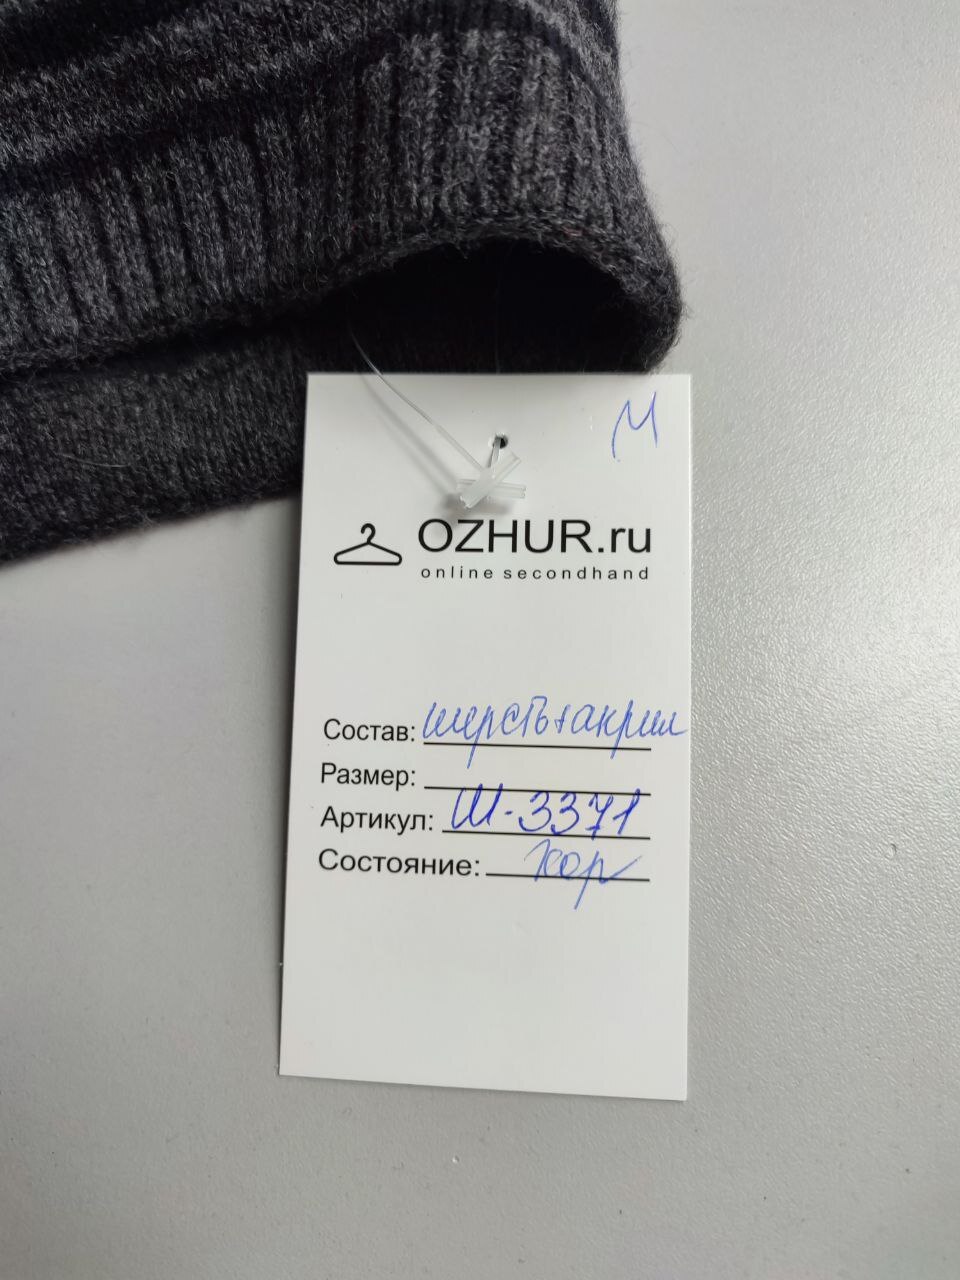 М
OZHUR.ru
online secondhand
Состав: шерсть+акрил
Размер:
Артикул: Ш-3371
Состояние: хор